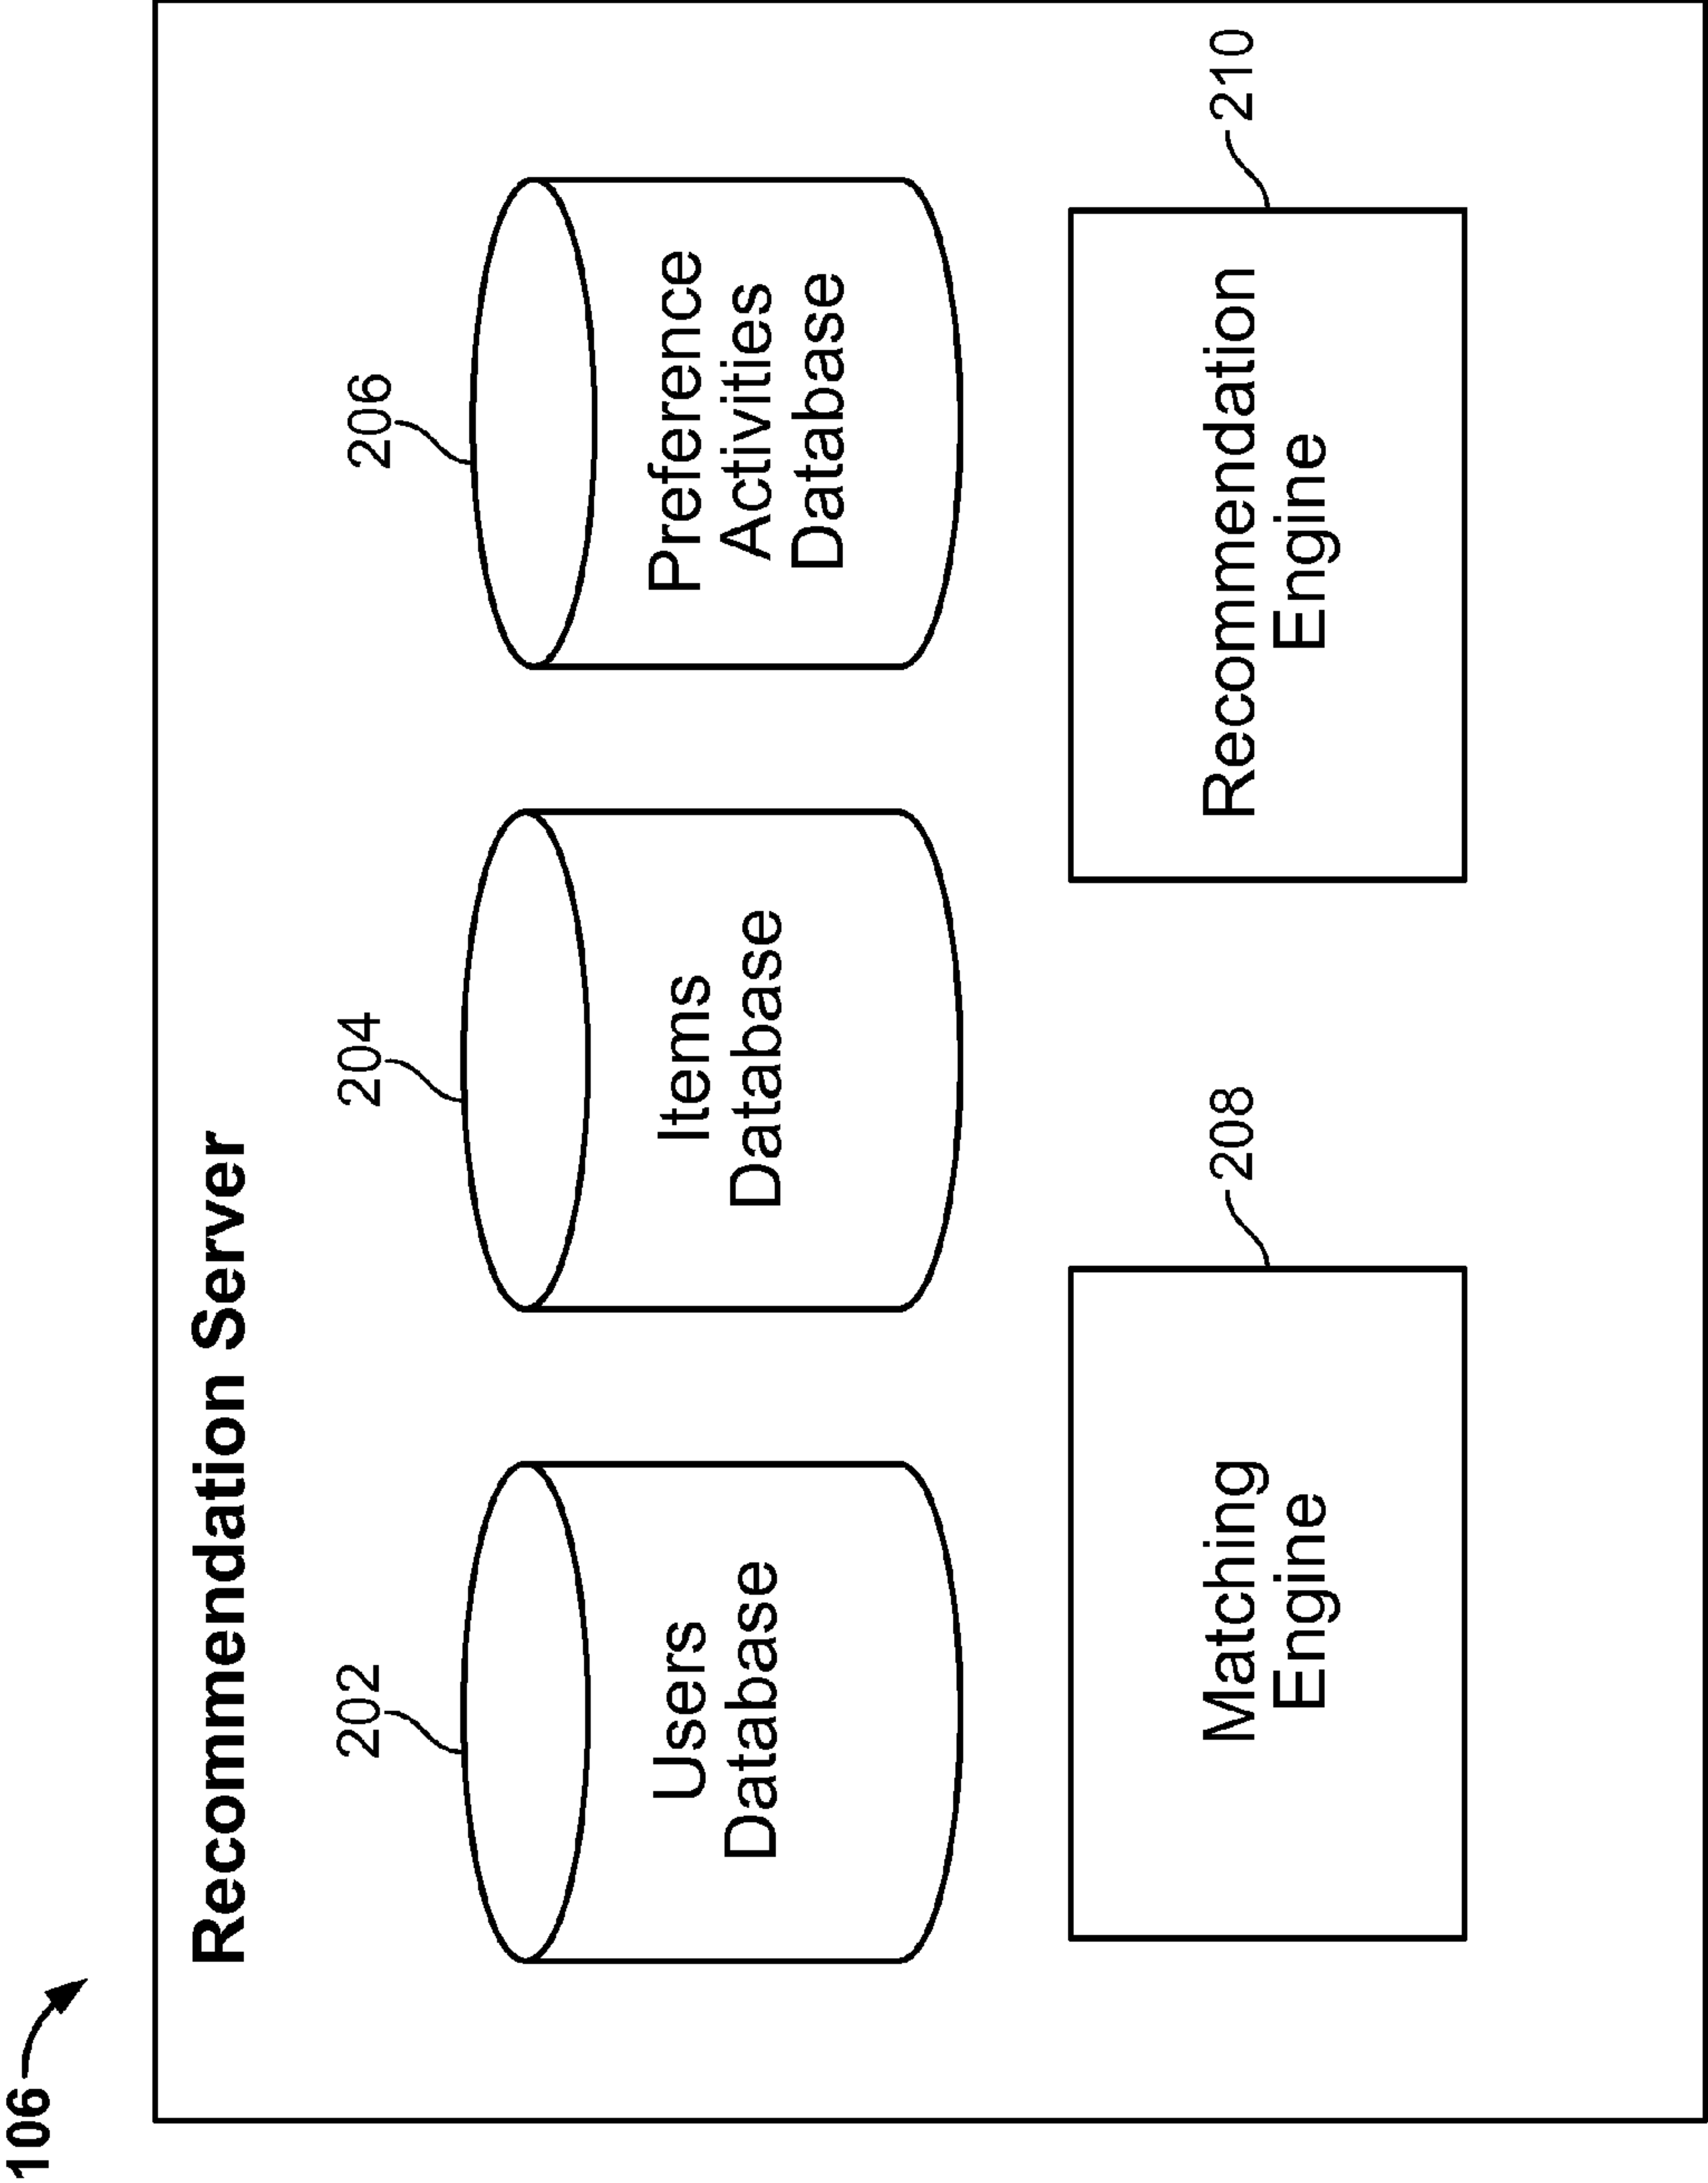 106
Recommendation Server
202
204
206
Users
Database
Items
Database
Preference
Activities
Database
208
210
Matching
Engine
Recommendation
Engine